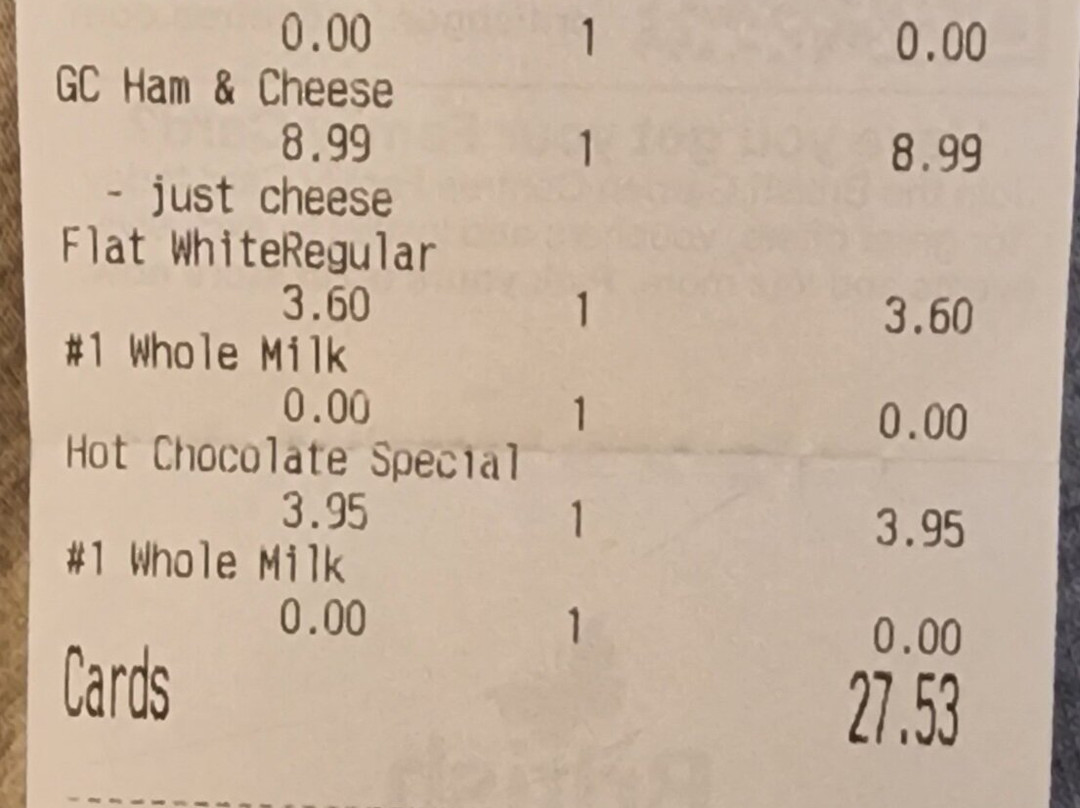 0.00 1 0.00
GC Ham & Cheese
8.99 1 8.99
- just cheese
Flat WhiteRegular
3.60 1 3.60
#1 Whole Milk
0.00 1 0.00
Hot Chocolate Special
3.95 1 3.95
#1 Whole Milk
0.00 1 0.00
Cards 27.53